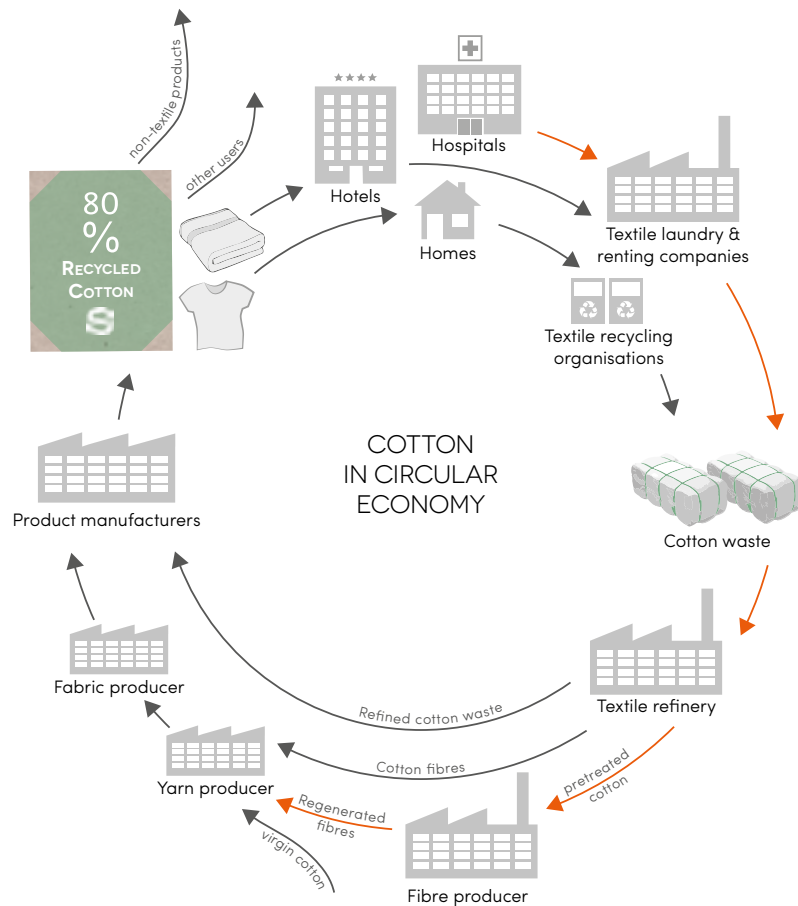 non-textile products
other users
Hospitals
Hotels
Homes
Textile laundry &
renting companies
80
%
RECYCLED
COTTON
S
Textile recycling
organisations
COTTON
IN CIRCULAR
ECONOMY
Product manufacturers
Cotton waste
Fabric producer
Textile refinery
Refined cotton waste
Cotton fibres
Yarn producer
pretreated
cotton
Regenerated
fibres
virgin cotton
Fibre producer